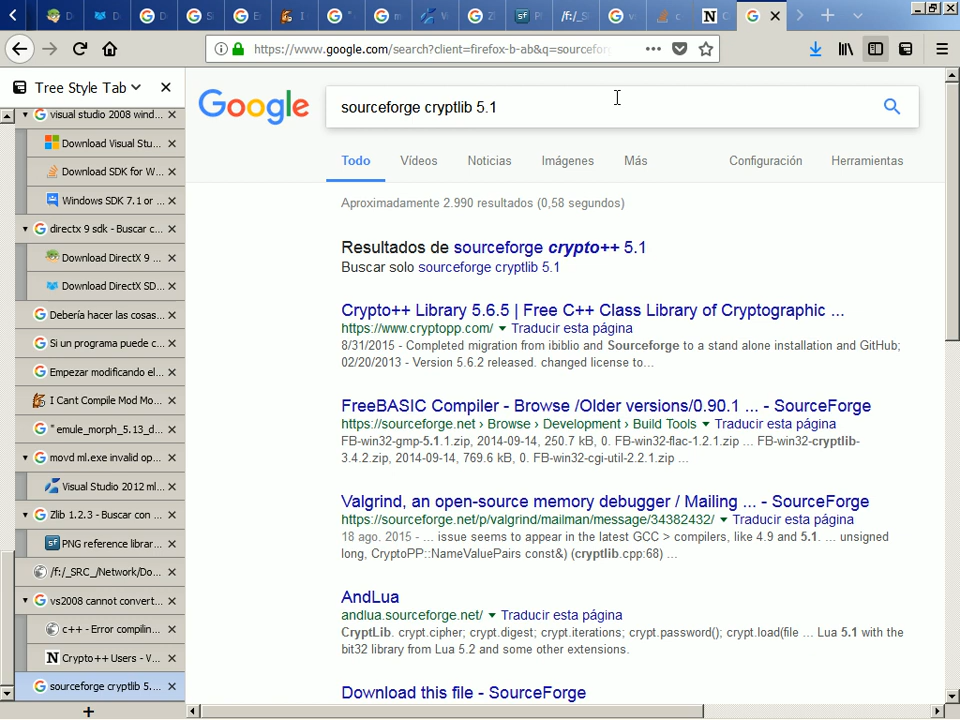 https://www.google.com/search?client=firefox-b-ab&q=sourcefor
Tree Style Tab
visual studio 2008 wind...
Download Visual Stu...
Download SDK for W...
Windows SDK 7.1 or ...
directx 9 sdk - Buscar c...
Download DirectX 9 ...
Download DirectX SD...
Debería hacer las cosas...
Si un programa puede c...
Empezar modificando el...
I Cant Compile Mod Mo...
* emule_morph_5.13_d...
movd ml.exe invalid op...
Visual Studio 2012 ml...
Zlib 1.2.3 - Buscar con ...
PNG reference librar...
/f:/_SRC_/Network/Do...
vs2008 cannot convert...
c++ - Error compilin...
Crypto++ Users - V...
sourceforge cryptlib 5....
Google
sourceforge cryptlib 5.1
Todo Vídeos Noticias Imágenes Más Configuración Herramientas
Aproximadamente 2.990 resultados (0,58 segundos)
Resultados de sourceforge crypto++ 5.1
Buscar solo sourceforge cryptlib 5.1
Crypto++ Library 5.6.5 | Free C++ Class Library of Cryptographic ...
https://www.cryptopp.com/ Traducir esta página
8/31/2015 - Completed migration from ibiblio and Sourceforge to a stand alone installation and GitHub;
02/20/2013 - Version 5.6.2 released. changed license to...
FreeBASIC Compiler - Browse /Older versions/0.90.1 ... - SourceForge
https://sourceforge.net › Browse › Development › Build Tools Traducir esta página
FB-win32-gmp-5.1.1.zip, 2014-09-14, 250.7 kB, 0. FB-win32-flac-1.2.1.zip ... FB-win32-cryptlib-
3.4.2.zip, 2014-09-14, 769.6 kB, 0. FB-win32-cgi-util-2.2.1.zip ...
Valgrind, an open-source memory debugger / Mailing ... - SourceForge
https://sourceforge.net/p/valgrind/mailman/message/34382432/ Traducir esta página
18 ago. 2015 - ... issue seems to appear in the latest GCC > compilers, like 4.9 and 5.1. ... unsigned
long, CryptoPP::NameValuePairs const&) (cryptlib.cpp:68) ...
AndLua
andlua.sourceforge.net/ Traducir esta página
CryptLib. crypt.cipher; crypt.digest; crypt.iterations; crypt.password(); crypt.load(file ... Lua 5.1 with the
bit32 library from Lua 5.2 and some other extensions.
Download this file - SourceForge